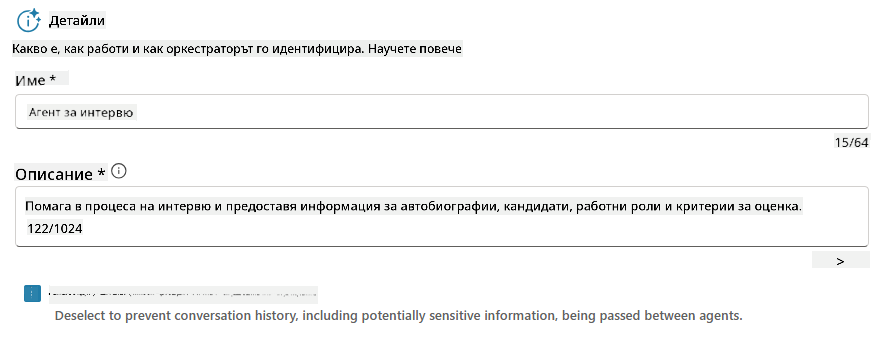 Детайли
Какво е, как работи и как оркестраторът го идентифицира. Научете повече
Име *
Агент за интервю
15/64
Описание *
Помага в процеса на интервю и предоставя информация за автобиографии, кандидати, работни роли и критерии за оценка.
122/1024
>
Deselect to prevent conversation history, including potentially sensitive information, being passed between agents.